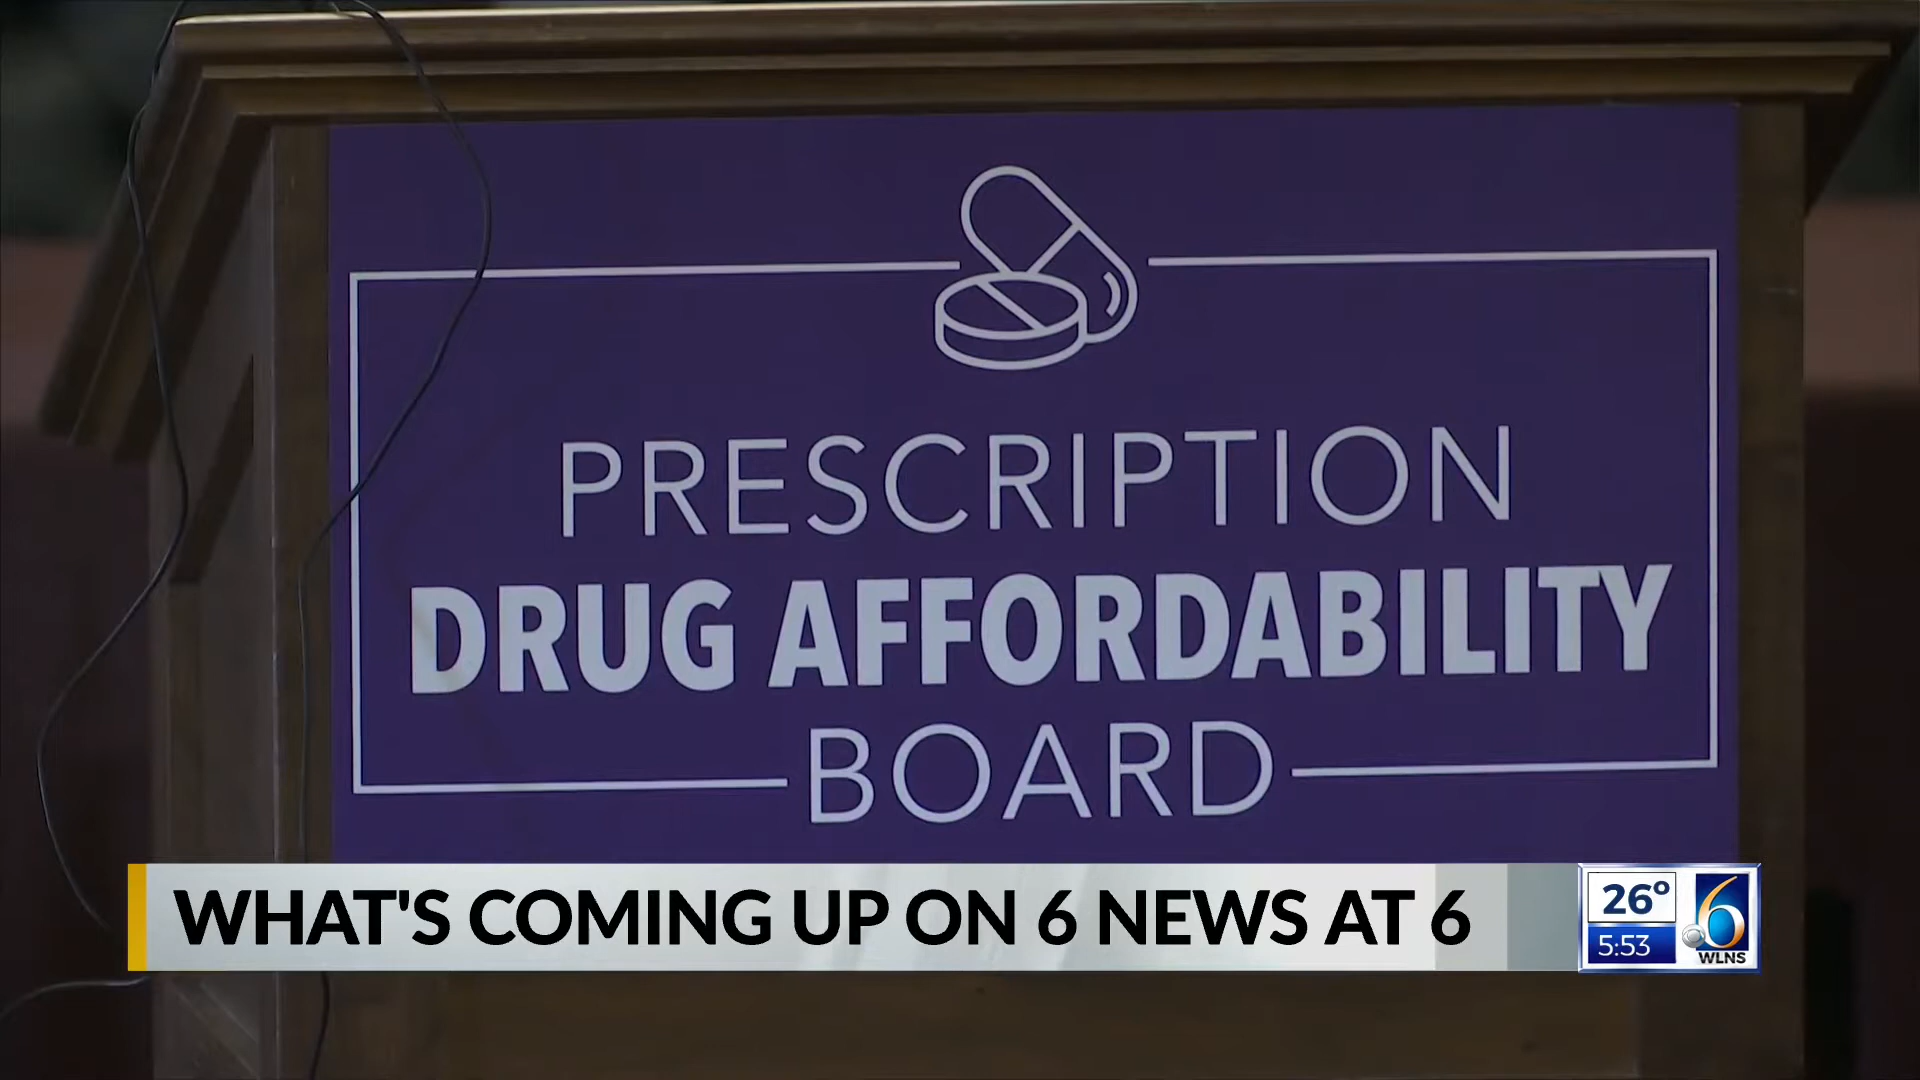 PRESCRIPTION
DRUG AFFORDABILITY
BOARD
WHAT'S COMING UP ON 6 NEWS AT 6
26°
5:53
6
WLNS